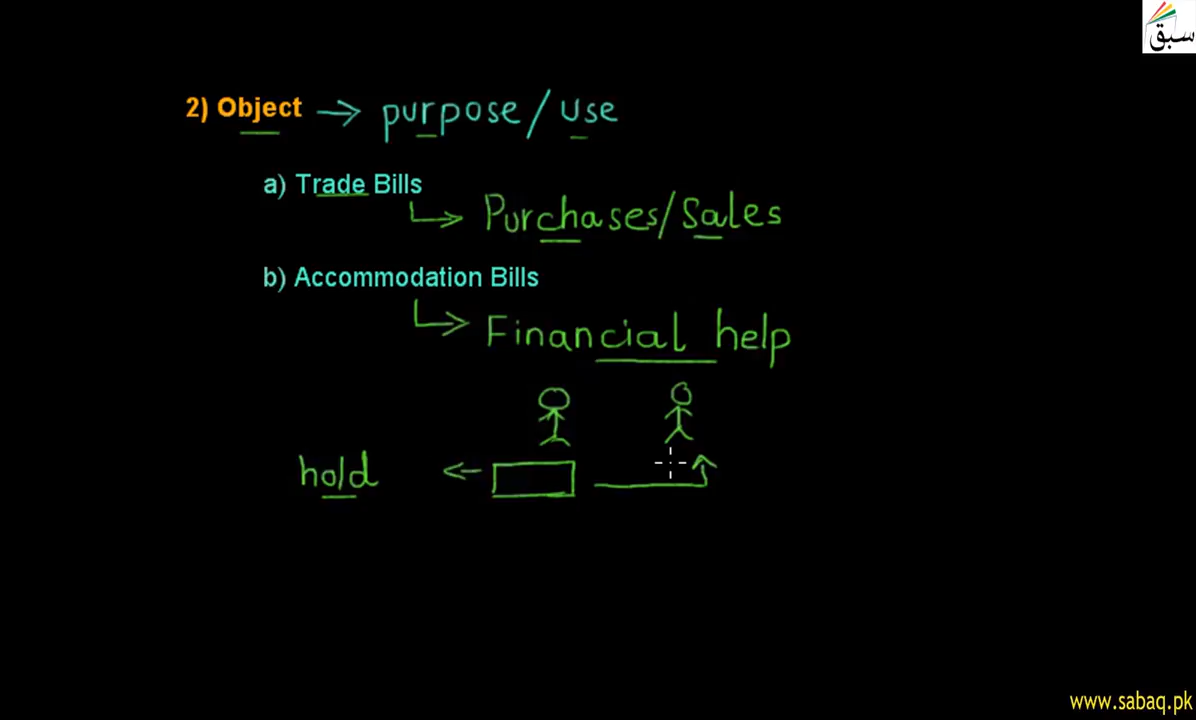 سبق
2) Object → purpose/use
a) Trade Bills
Purchases/Sales
b) Accommodation Bills
Financial help
hold
www.sabaq.pk